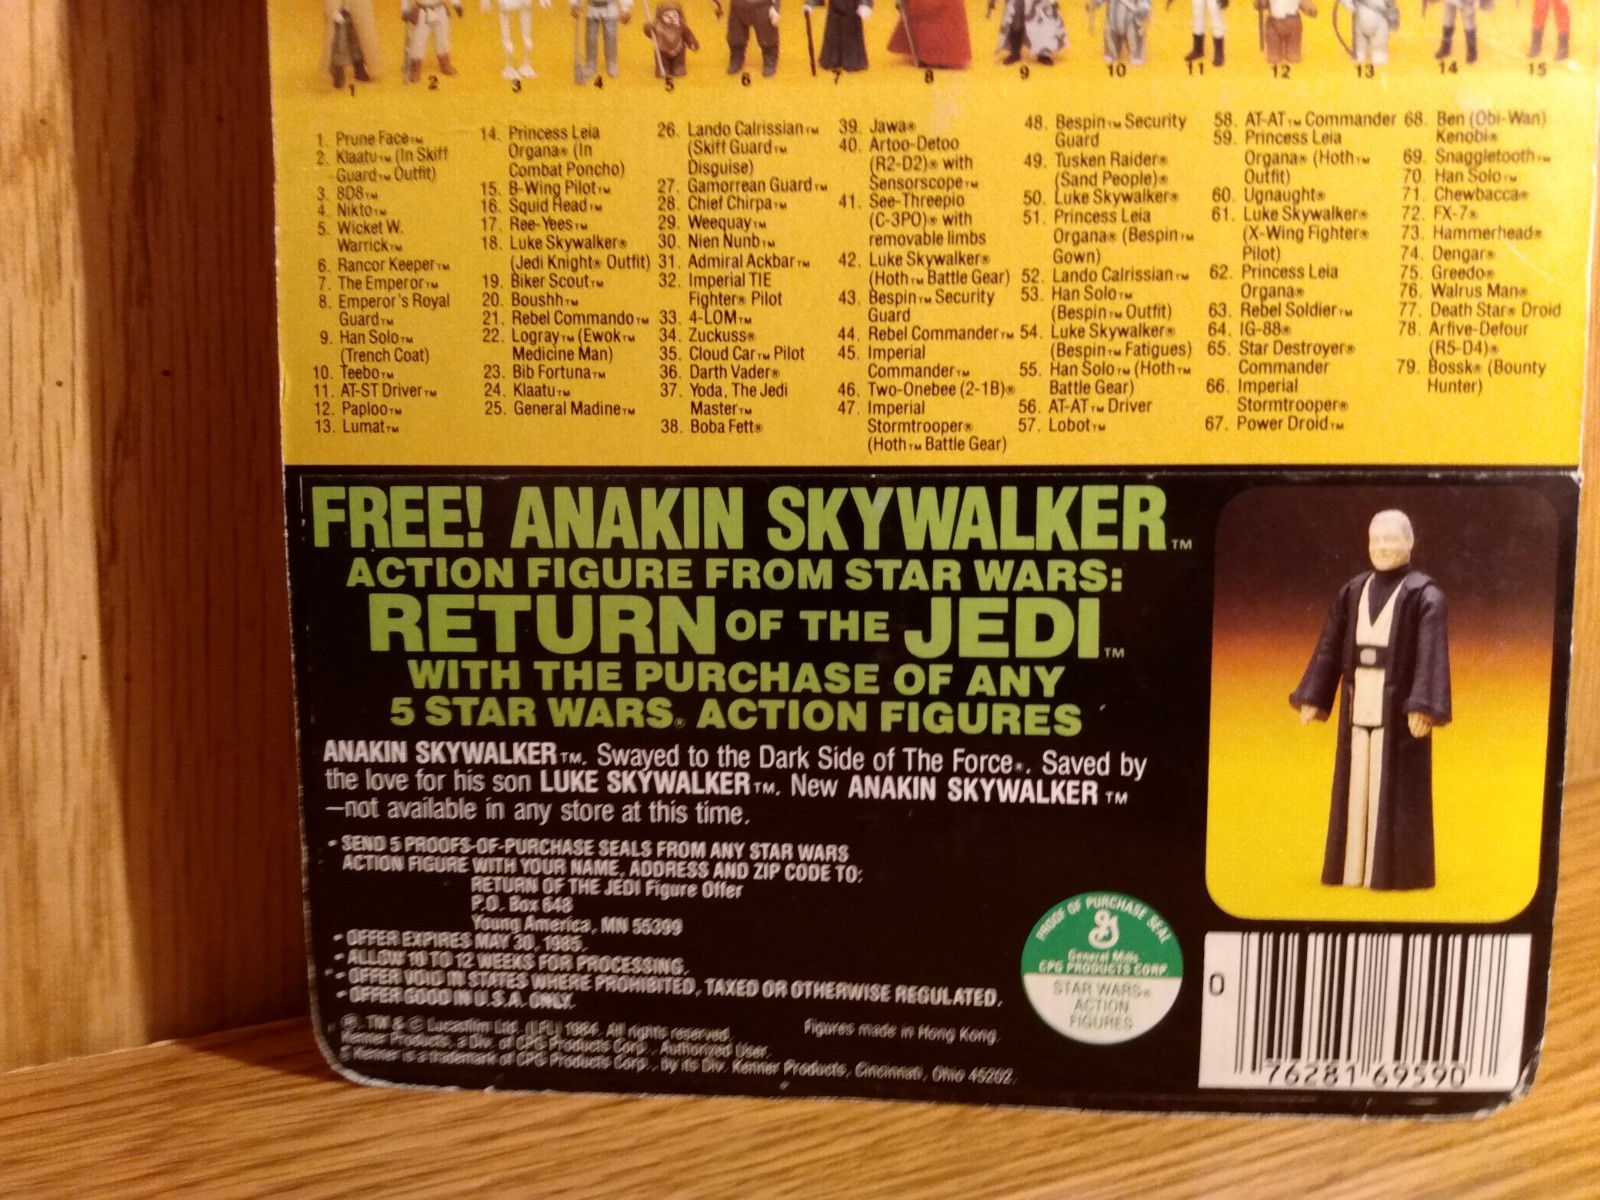 1 2 3 4 5 6 7 8 9 10 11 12 13 14 15
1. Prune Face™
2. Klaatu™ (In Skiff
Guard™ Outfit)
3. 8D8™
4. Nikto™
5. Wicket W.
Warrick™
6. Rancor Keeper™
7. The Emperor™
8. Emperor's Royal
Guard™
9. Han Solo™
(Trench Coat)
10. Teebo™
11. AT-ST Driver™
12. Paploo™
13. Lumat™
14. Princess Leia
Organa® (In
Combat Poncho)
15. B-Wing Pilot™
16. Squid Head™
17. Ree-Yees™
18. Luke Skywalker®
(Jedi Knight® Outfit)
19. Biker Scout™
20. Boushh™
21. Rebel Commando™
22. Logray™ (Ewok™
Medicine Man)
23. Bib Fortuna™
24. Klaatu™
25. General Madine™
26. Lando Calrissian™
(Skiff Guard™
Disguise)
27. Gamorrean Guard™
28. Chief Chirpa™
29. Weequay™
30. Nien Nunb™
31. Admiral Ackbar™
32. Imperial TIE
Fighter® Pilot
33. 4-LOM™
34. Zuckuss®
35. Cloud Car™ Pilot
36. Darth Vader®
37. Yoda, The Jedi
Master™
38. Boba Fett®
39. Jawa®
40. Artoo-Detoo
(R2-D2)® with
Sensorscope™
41. See-Threepio
(C-3PO)® with
removable limbs
42. Luke Skywalker®
(Hoth™ Battle Gear)
43. Bespin™ Security
Guard
44. Rebel Commander™
45. Imperial
Commander™
46. Two-Onebee (2-1B)®
47. Imperial
Stormtrooper®
(Hoth™ Battle Gear)
48. Bespin™ Security
Guard
49. Tusken Raider®
(Sand People)®
50. Luke Skywalker®
51. Princess Leia
Organa® (Bespin™
Gown)
52. Lando Calrissian™
53. Han Solo™
(Bespin™ Outfit)
54. Luke Skywalker®
(Bespin™ Fatigues)
55. Han Solo™ (Hoth™
Battle Gear)
56. AT-AT™ Driver
57. Lobot™
58. AT-AT™ Commander
59. Princess Leia
Organa® (Hoth™
Outfit)
60. Ugnaught®
61. Luke Skywalker®
(X-Wing Fighter®
Pilot)
62. Princess Leia
Organa®
63. Rebel Soldier™
64. IG-88®
65. Star Destroyer®
Commander
66. Imperial
Stormtrooper®
67. Power Droid™
68. Ben (Obi-Wan)
Kenobi®
69. Snaggletooth™
70. Han Solo™
71. Chewbacca®
72. FX-7®
73. Hammerhead®
74. Dengar®
75. Greedo®
76. Walrus Man®
77. Death Star® Droid
78. Arfive-Defour
(R5-D4)®
79. Bossk® (Bounty
Hunter)
FREE! ANAKIN SKYWALKER™
ACTION FIGURE FROM STAR WARS:
RETURN OF THE JEDI™
WITH THE PURCHASE OF ANY
5 STAR WARS® ACTION FIGURES
ANAKIN SKYWALKER™. Swayed to the Dark Side of The Force®. Saved by
the love for his son LUKE SKYWALKER™. New ANAKIN SKYWALKER™
—not available in any store at this time.
• SEND 5 PROOFS-OF-PURCHASE SEALS FROM ANY STAR WARS
ACTION FIGURE WITH YOUR NAME, ADDRESS AND ZIP CODE TO:
RETURN OF THE JEDI Figure Offer
P.O. Box 648
Young America, MN 55399
• OFFER EXPIRES MAY 30, 1985.
• ALLOW 10 TO 12 WEEKS FOR PROCESSING.
• OFFER VOID IN STATES WHERE PROHIBITED, TAXED OR OTHERWISE REGULATED.
• OFFER GOOD IN U.S.A. ONLY.
®, TM & © Lucasfilm Ltd. (LFL) 1984. All rights reserved.
Kenner Products, a Div. of CPG Products Corp., Authorized User.
® Kenner is a trademark of CPG Products Corp., by its Div. Kenner Products, Cincinnati, Ohio 45202.
Figures made in Hong Kong.
PROOF OF PURCHASE SEAL
G
General Mills
CPG PRODUCTS CORP.
STAR WARS®
ACTION
FIGURES
0 76281 69590